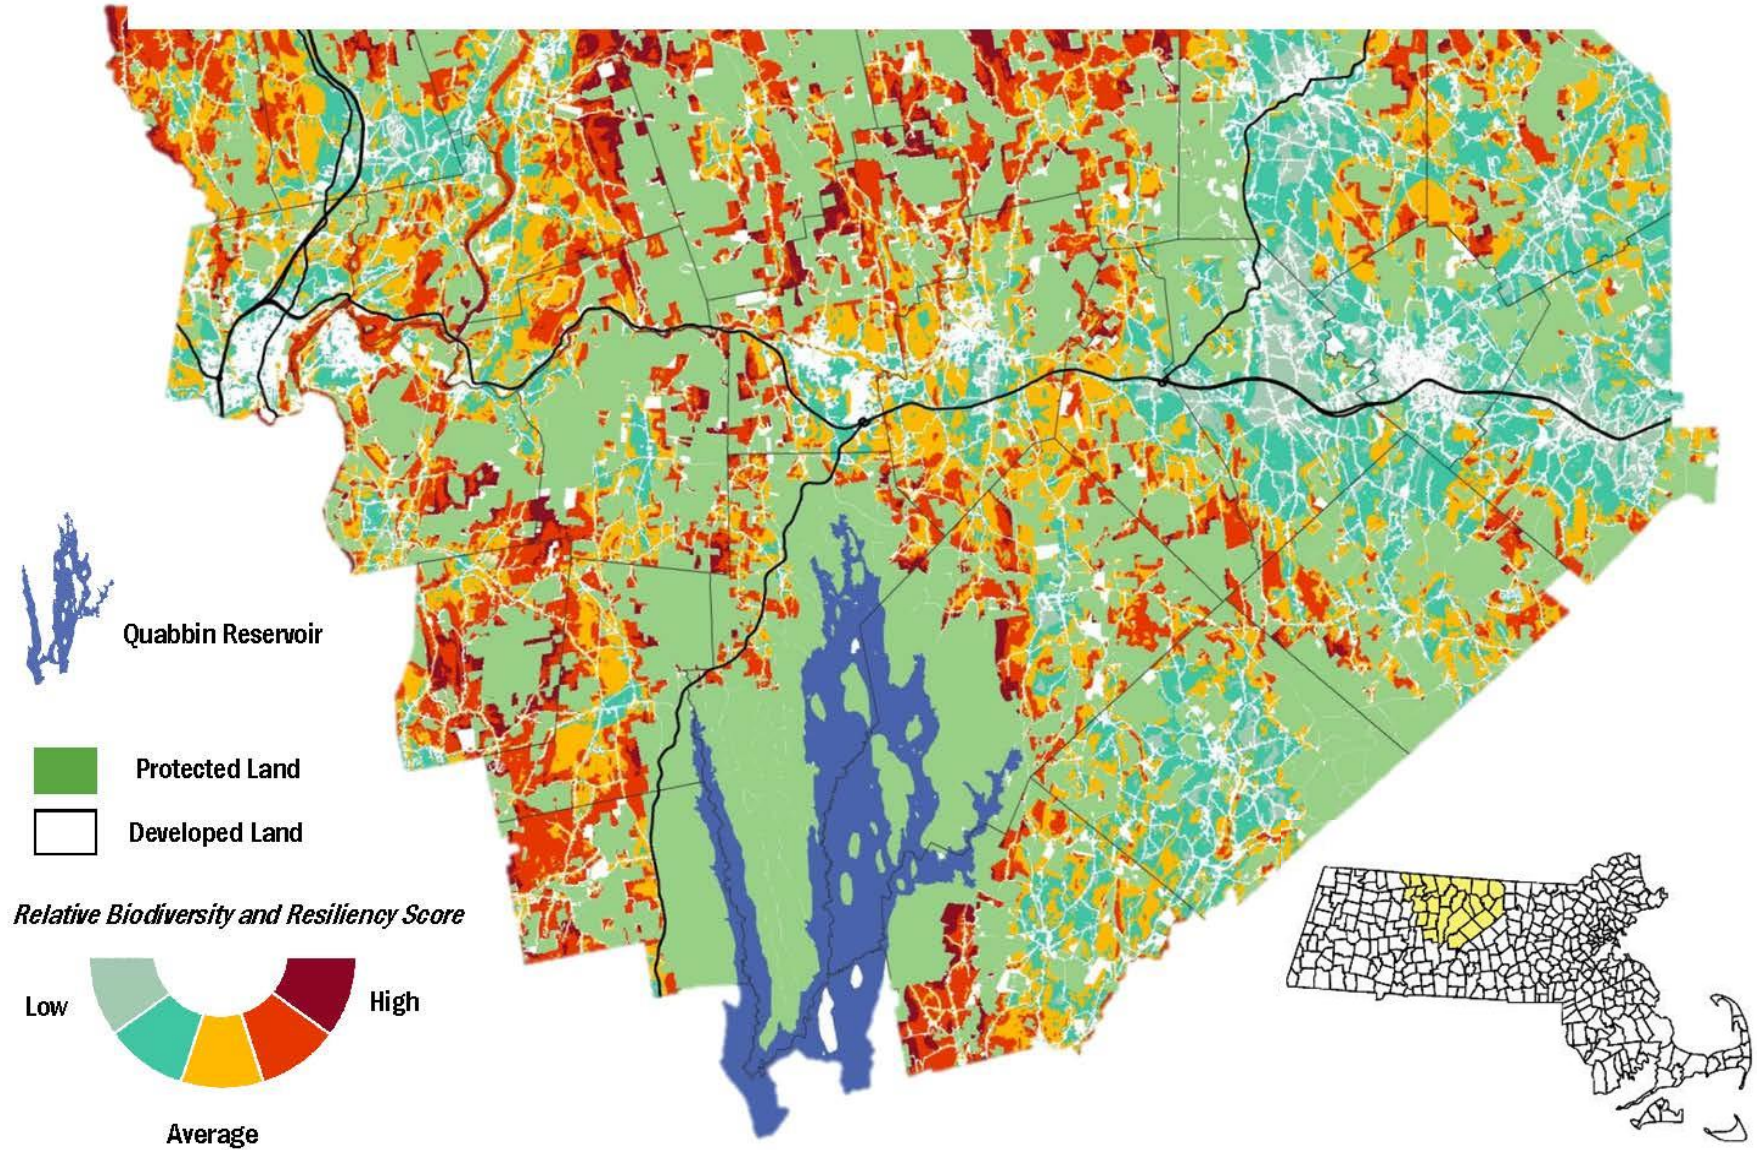 Quabbin Reservoir
Protected Land
Developed Land
Relative Biodiversity and Resiliency Score
Low
High
Average